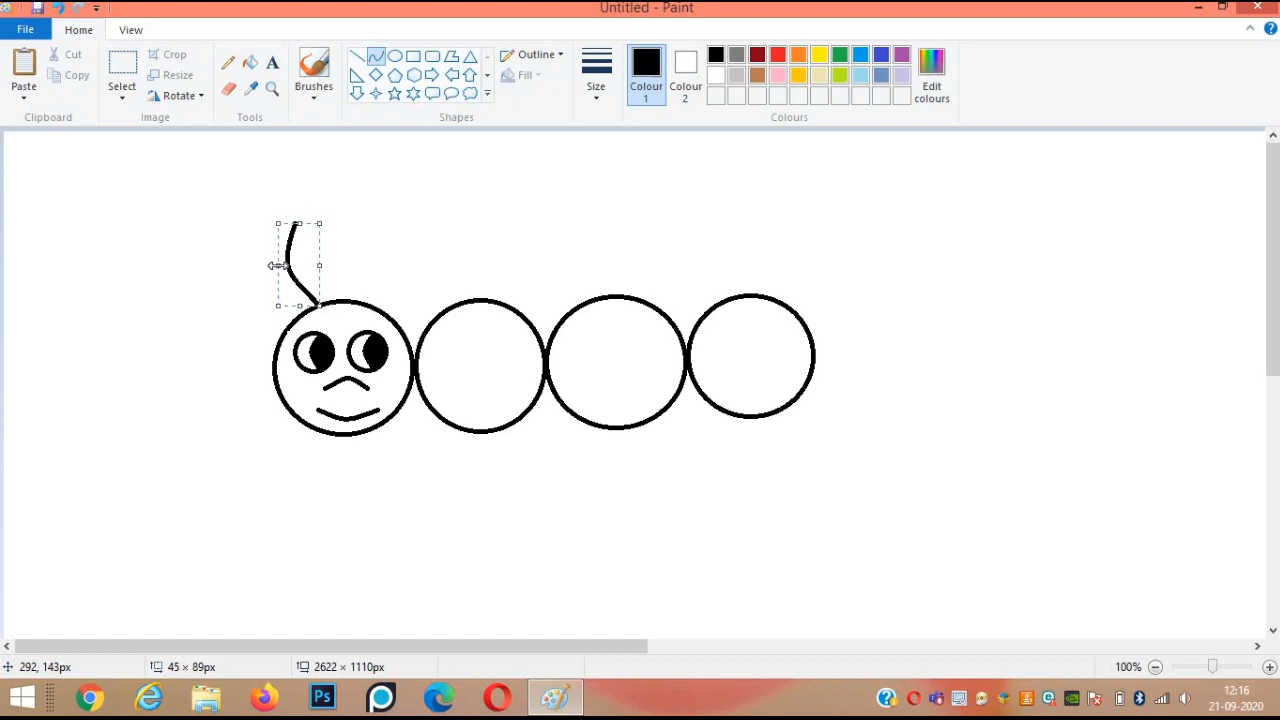 Untitled - Paint
File Home View
Paste
Cut
Copy
Clipboard
Select
Crop
Resize
Rotate
Image
A
Tools
Brushes
Outline
Fill
Shapes
Size
Colour 1
Colour 2
Edit colours
Colours
292, 143px 45 × 89px 2622 × 1110px 100%
Ps
12:16
21-09-2020